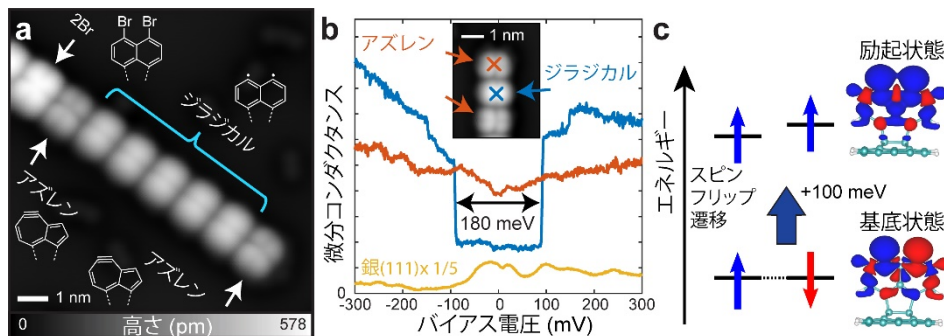 a
2Br
Br Br
ジラジカル
アズレン
アズレン
1 nm
0 高さ (pm) 578
b
1 nm
アズレン
ジラジカル
微分コンダクタンス
180 meV
銀(111)x 1/5
0
-300 -200 -100 0 100 200 300
バイアス電圧 (mV)
c
エネルギー
励起状態
スピン
フリップ
遷移
+100 meV
基底状態